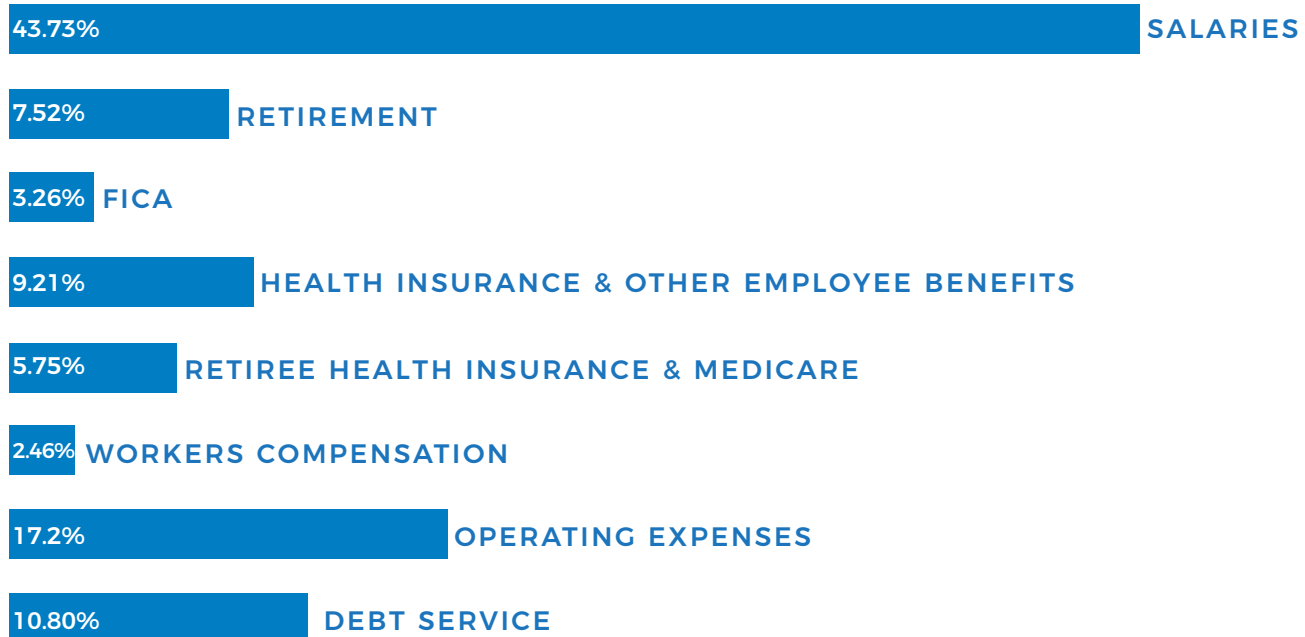 43.73% SALARIES
7.52% RETIREMENT
3.26% FICA
9.21% HEALTH INSURANCE & OTHER EMPLOYEE BENEFITS
5.75% RETIREE HEALTH INSURANCE & MEDICARE
2.46% WORKERS COMPENSATION
17.2% OPERATING EXPENSES
10.80% DEBT SERVICE